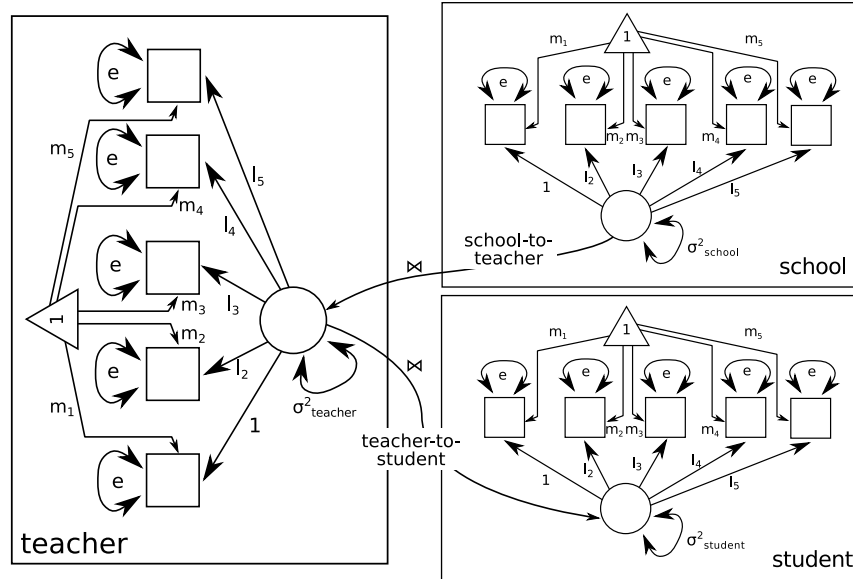 e
m₅
l₅
e
m₄
l₄
e
m₃
l₃
1
m₂
e
l₂
σ²teacher
m₁
1
e
teacher
m₁
1
m₅
e
e
e
e
e
m₂
m₃
m₄
1
l₂
l₃
l₄
l₅
σ²school
school
school-to-
teacher
⋈
⋈
teacher-to-
student
m₁
1
m₅
e
e
e
e
e
m₂
m₃
m₄
1
l₂
l₃
l₄
l₅
σ²student
student